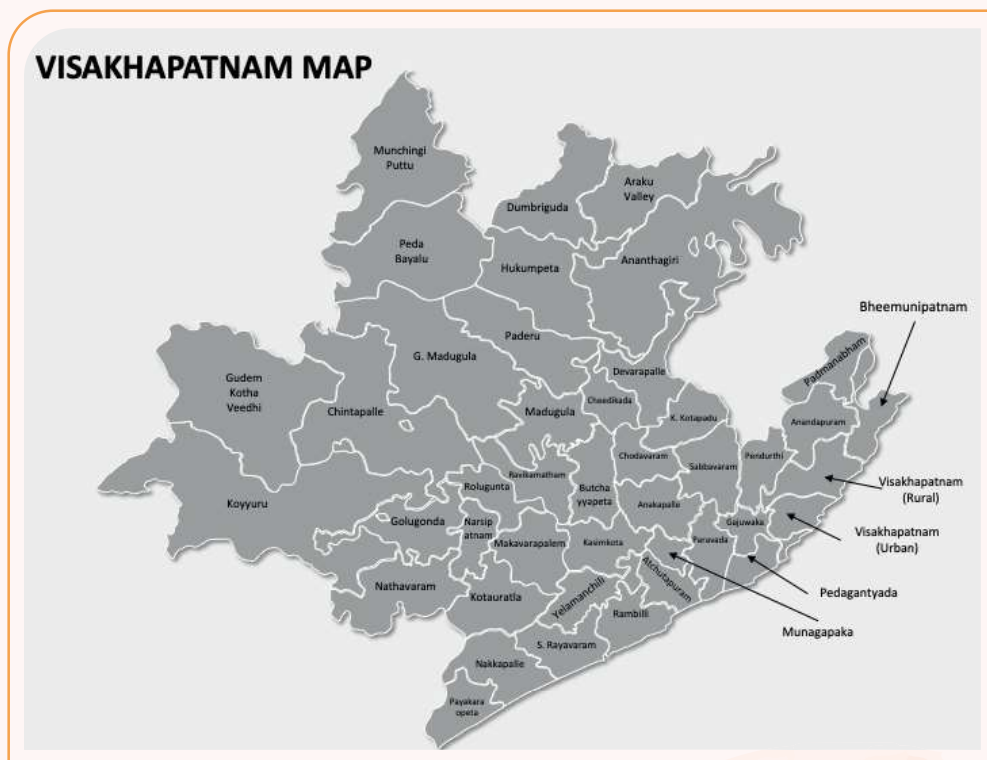 VISAKHAPATNAM MAP
Munchingi
Puttu
Araku
Valley
Dumbriguda
Peda
Bayalu
Hukumpeta
Ananthagiri
Bheemunipatnam
Paderu
G. Madugula
Padmanabham
Devarapalle
Gudem
Kotha
Veedhi
Chintapalle
Madugula
Cheedikada
K. Kotapadu
Anandapuram
Chodavaram
Sabbavaram
Pendurthi
Ravikamatham
Rolugunta
Butcha
yyapeta
Visakhapatnam
(Rural)
Koyyuru
Anakapalle
Golugonda
Narsip
atnam
Makavarapalem
Kasimkota
Paravada
Gajuwaka
Visakhapatnam
(Urban)
Nathavaram
Kotauratla
Yelamanchili
Atchutapuram
Pedagantyada
Rambilli
Munagapaka
S. Rayavaram
Nakkapalle
Payakara
opeta